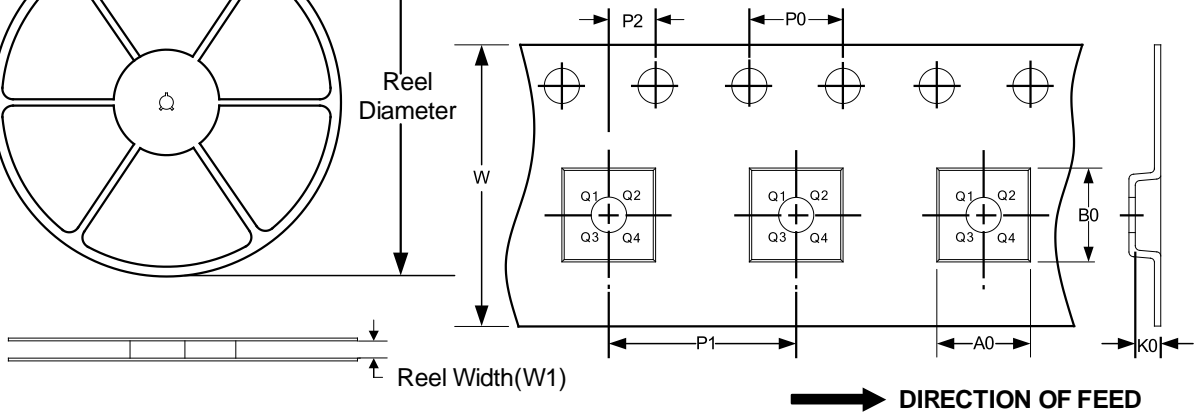 P2
P0
Reel
Diameter
W
Q1 Q2
Q3 Q4
Q1 Q2
Q3 Q4
Q1 Q2
Q3 Q4
B0
P1
A0
K0
Reel Width(W1)
DIRECTION OF FEED